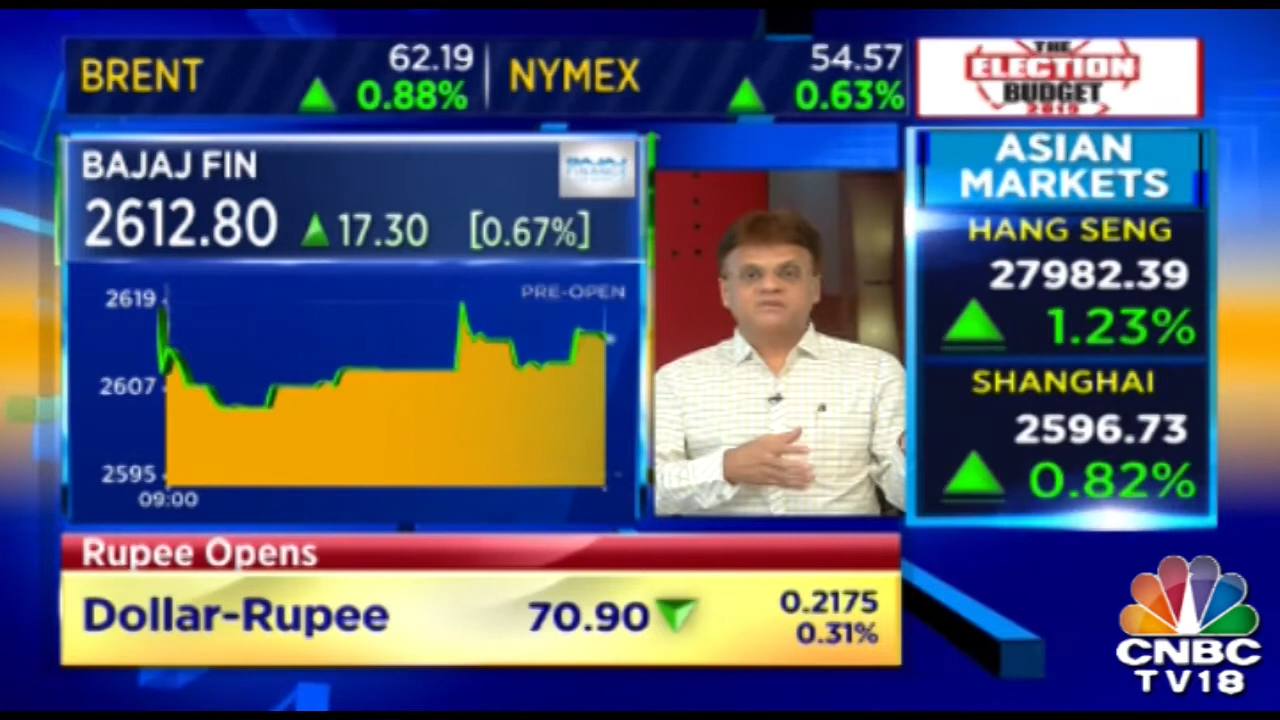 BRENT 62.19 0.88%
NYMEX 54.57 0.63%
THE
ELECTION
BUDGET
2019
BAJAJ FIN
BAJAJ
FINANCE
2612.80 17.30 [0.67%]
PRE-OPEN
2619
2607
2595
09:00
ASIAN
MARKETS
HANG SENG
27982.39
1.23%
SHANGHAI
2596.73
0.82%
Rupee Opens
Dollar-Rupee 70.90 0.2175
0.31%
CNBC
TV18